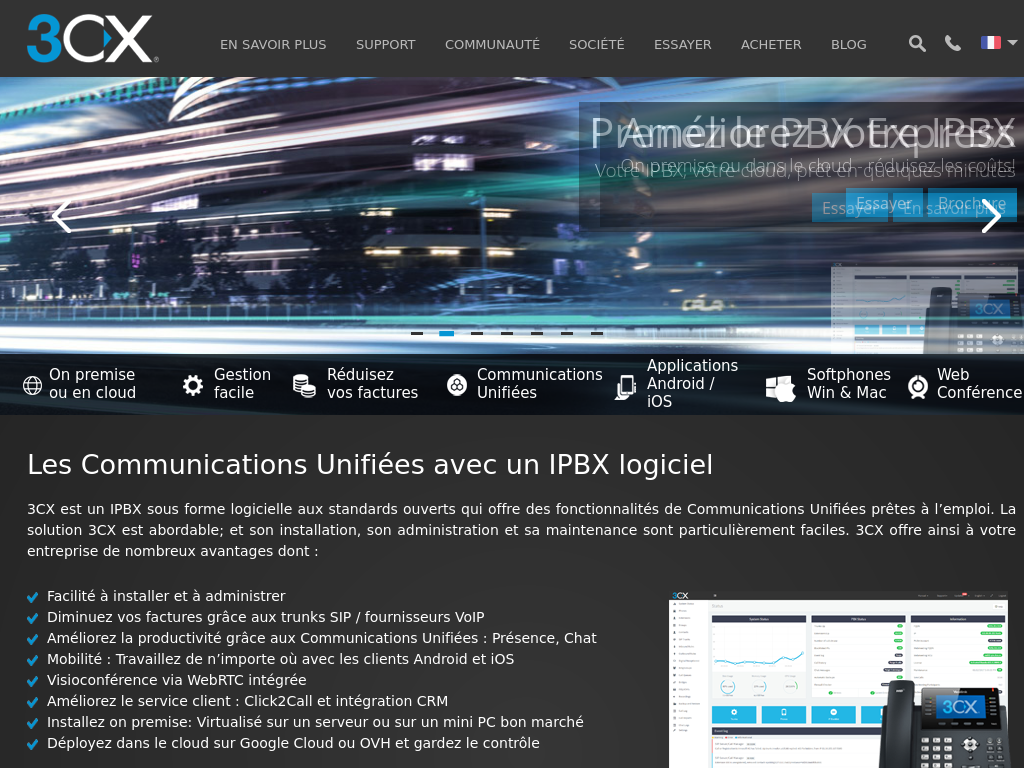 3CX®
EN SAVOIR PLUS SUPPORT COMMUNAUTÉ SOCIÉTÉ ESSAYER ACHETER BLOG
Améliorez votre IPBX
On premise ou dans le cloud - réduisez les coûts!
Votre IPBX, votre cloud, prêt en quelques minutes
Essayer Brochure
Essayer En savoir plus
On premise
ou en cloud
Gestion
facile
Réduisez
vos factures
Communications
Unifiées
Applications
Android /
iOS
Softphones
Win & Mac
Web
Conférence
Les Communications Unifiées avec un IPBX logiciel
3CX est un IPBX sous forme logicielle aux standards ouverts qui offre des fonctionnalités de Communications Unifiées prêtes à l’emploi. La
solution 3CX est abordable; et son installation, son administration et sa maintenance sont particulièrement faciles. 3CX offre ainsi à votre
entreprise de nombreux avantages dont :
Facilité à installer et à administrer
Diminuez vos factures grâce aux trunks SIP / fournisseurs VoIP
Améliorez la productivité grâce aux Communications Unifiées : Présence, Chat
Mobilité : Travaillez de n’importe où avec les clients Android et iOS
Visioconférence via WebRTC intégrée
Améliorez le service client : Click2Call et intégration CRM
Installez on premise: Virtualisé sur un serveur ou sur un mini PC bon marché
Déployez dans le cloud sur Google Cloud ou OVH et gardez le contrôle
3CX
System Status
PBX Status
Information
3CX